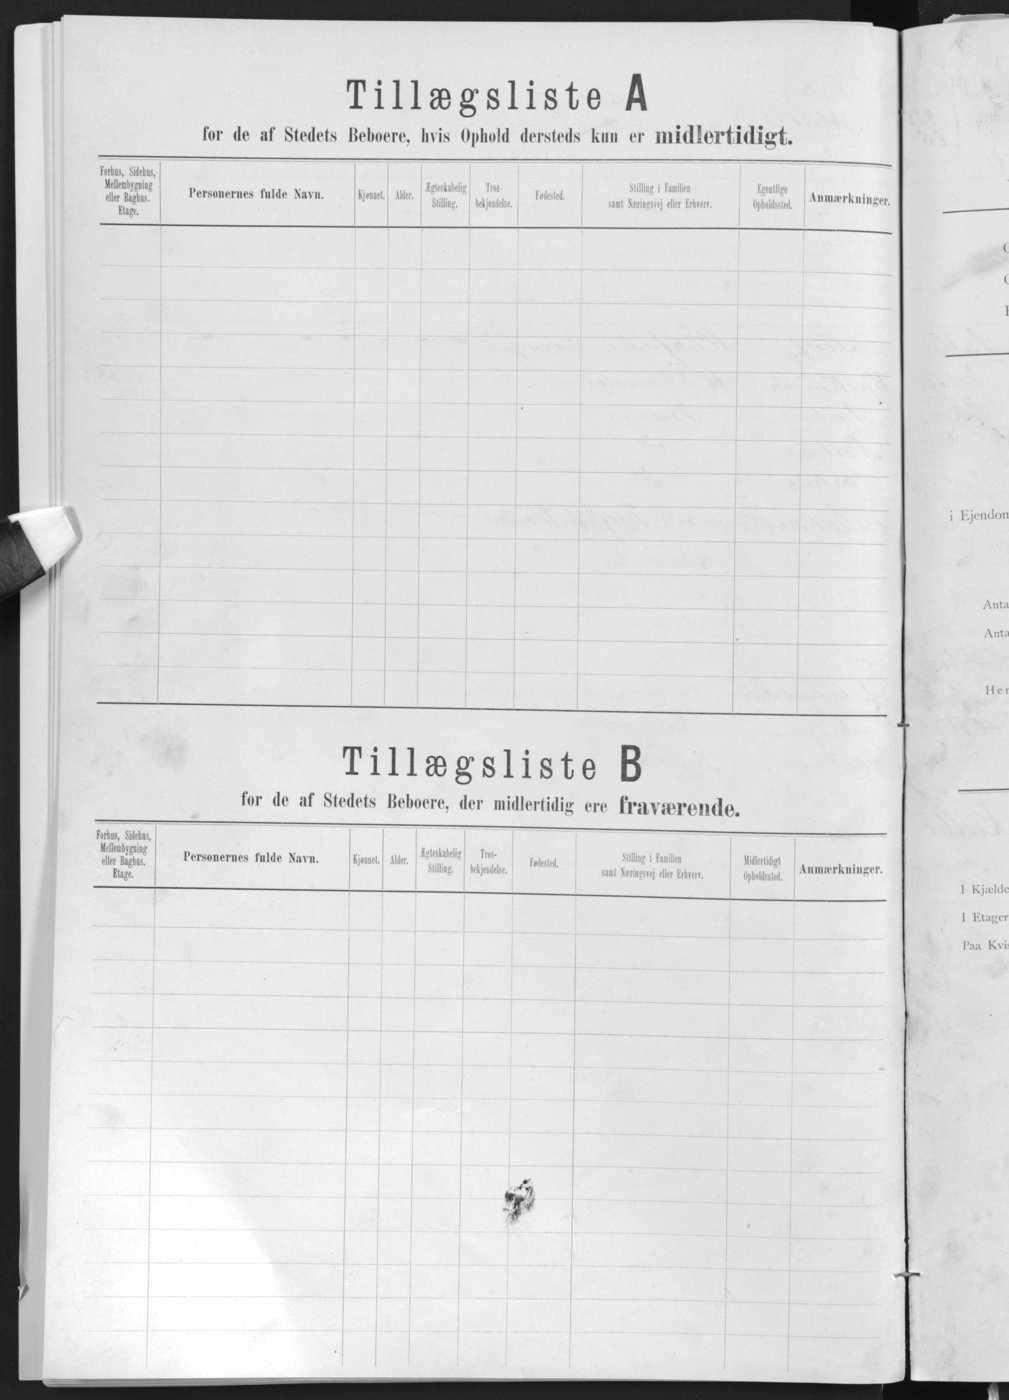 Tillægsliste A
for de af Stedets Beboere, hvis Ophold dersteds kun er midlertidigt.
Forhus, Sidehus,
Mellembygning
eller Baghus.
Etage.
Personernes fulde Navn.
Kjønnet.
Alder.
Ægteskabelig
Stilling.
Tros-
bekjendelse.
Fødested.
Stilling i Familien
samt Næringsvej eller Erhverv.
Egentlige
Opholdssted.
Anmærkninger.
Tillægsliste B
for de af Stedets Beboere, der midlertidig ere fraværende.
Forhus, Sidehus,
Mellembygning
eller Baghus.
Etage.
Personernes fulde Navn.
Kjønnet.
Alder.
Ægteskabelig
Stilling.
Tros-
bekjendelse.
Fødested.
Stilling i Familien
samt Næringsvej eller Erhverv.
Midlertidigt
Opholdssted.
Anmærkninger.
i Ejendom
Anta
Anta
Her
I Kjælde
I Etager
Paa Kvis